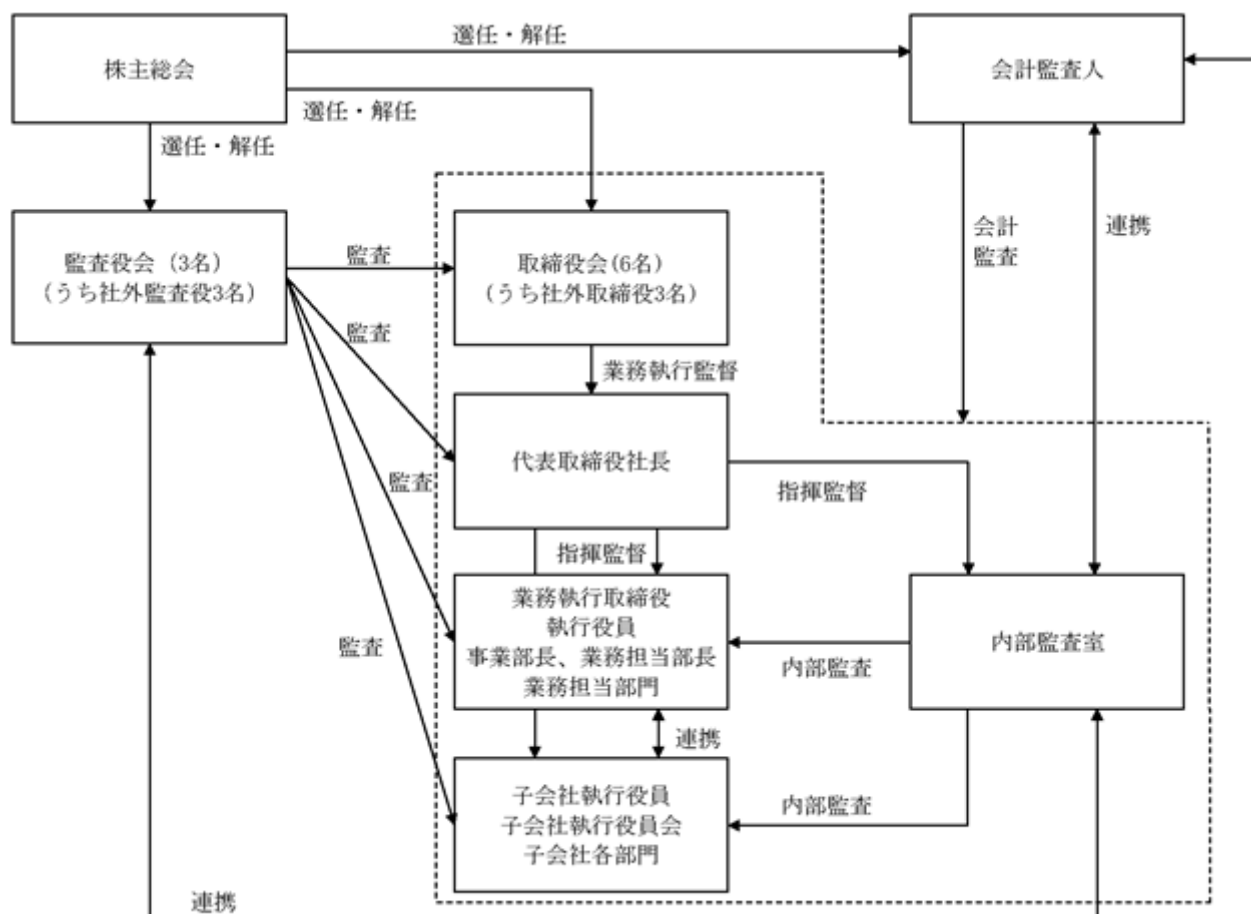 選任・解任
株主総会
会計監査人
選任・解任
選任・解任
監査役会 (3名)
(うち社外監査役3名)
監査
取締役会(6名)
(うち社外取締役3名)
会計
監査
連携
監査
業務執行監督
代表取締役社長
監査
指揮監督
指揮監督
業務執行取締役
執行役員
事業部長、業務担当部長
業務担当部門
監査
内部監査室
内部監査
連携
子会社執行役員
子会社執行役員会
子会社各部門
内部監査
連携